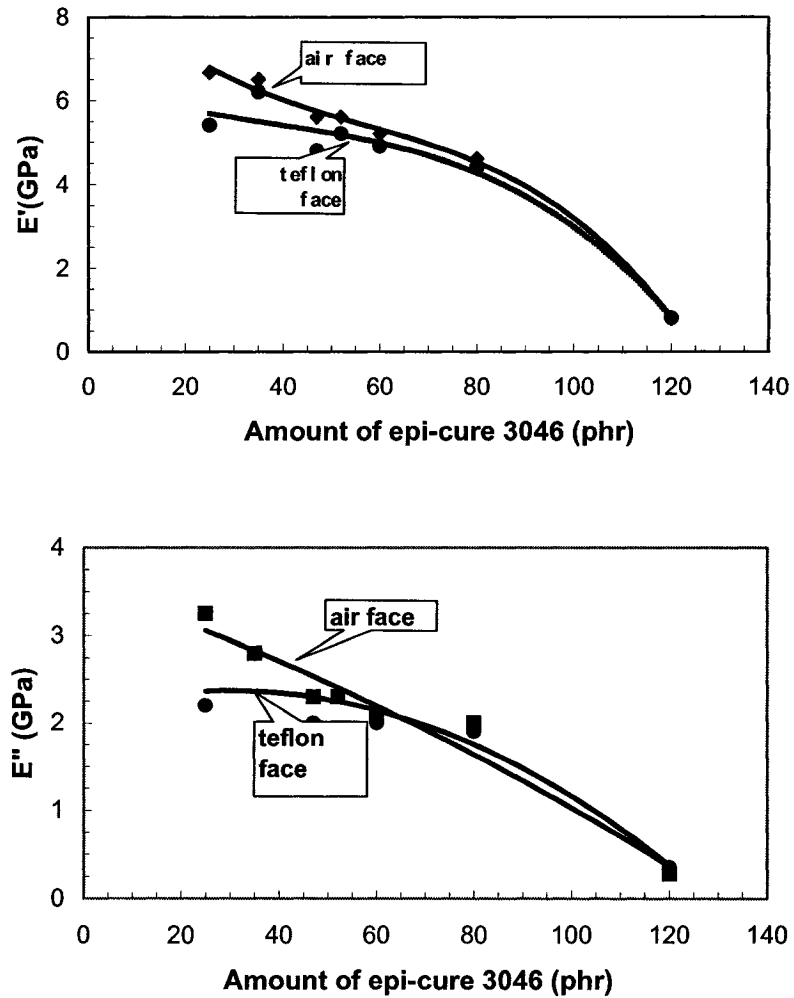 8
6
4
2
0
E'(GPa)
air face
teflon
face
0 20 40 60 80 100 120 140
Amount of epi-cure 3046 (phr)
4
3
2
1
0
E" (GPa)
air face
teflon
face
0 20 40 60 80 100 120 140
Amount of epi-cure 3046 (phr)